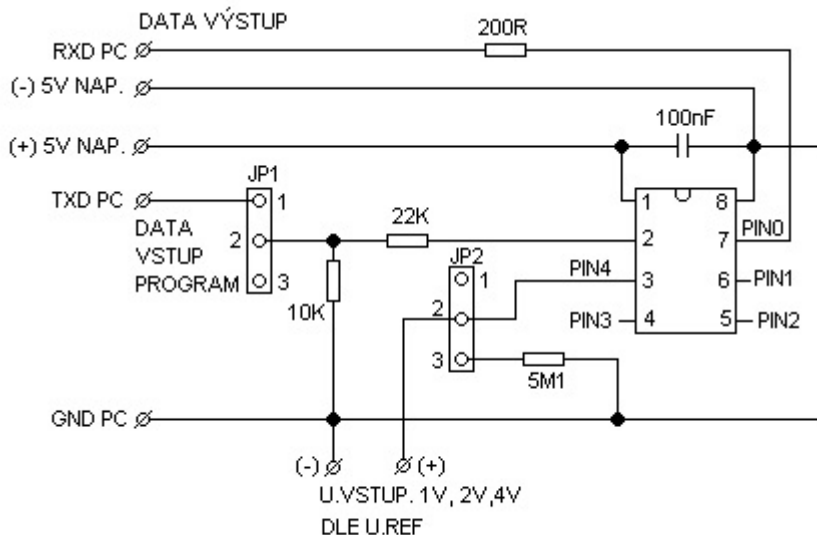 DATA VÝSTUP
200R
RXD PC
(-) 5V NAP.
100nF
(+) 5V NAP.
JP1
TXD PC
1
1
8
22K
DATA
2
2
7
PIN0
VSTUP
JP2
PROGRAM
3
1
PIN4
3
6
PIN1
10K
2
PIN3
4
5
PIN2
3
5M1
GND PC
(-)
(+)
U.VSTUP. 1V, 2V,4V
DLE U.REF